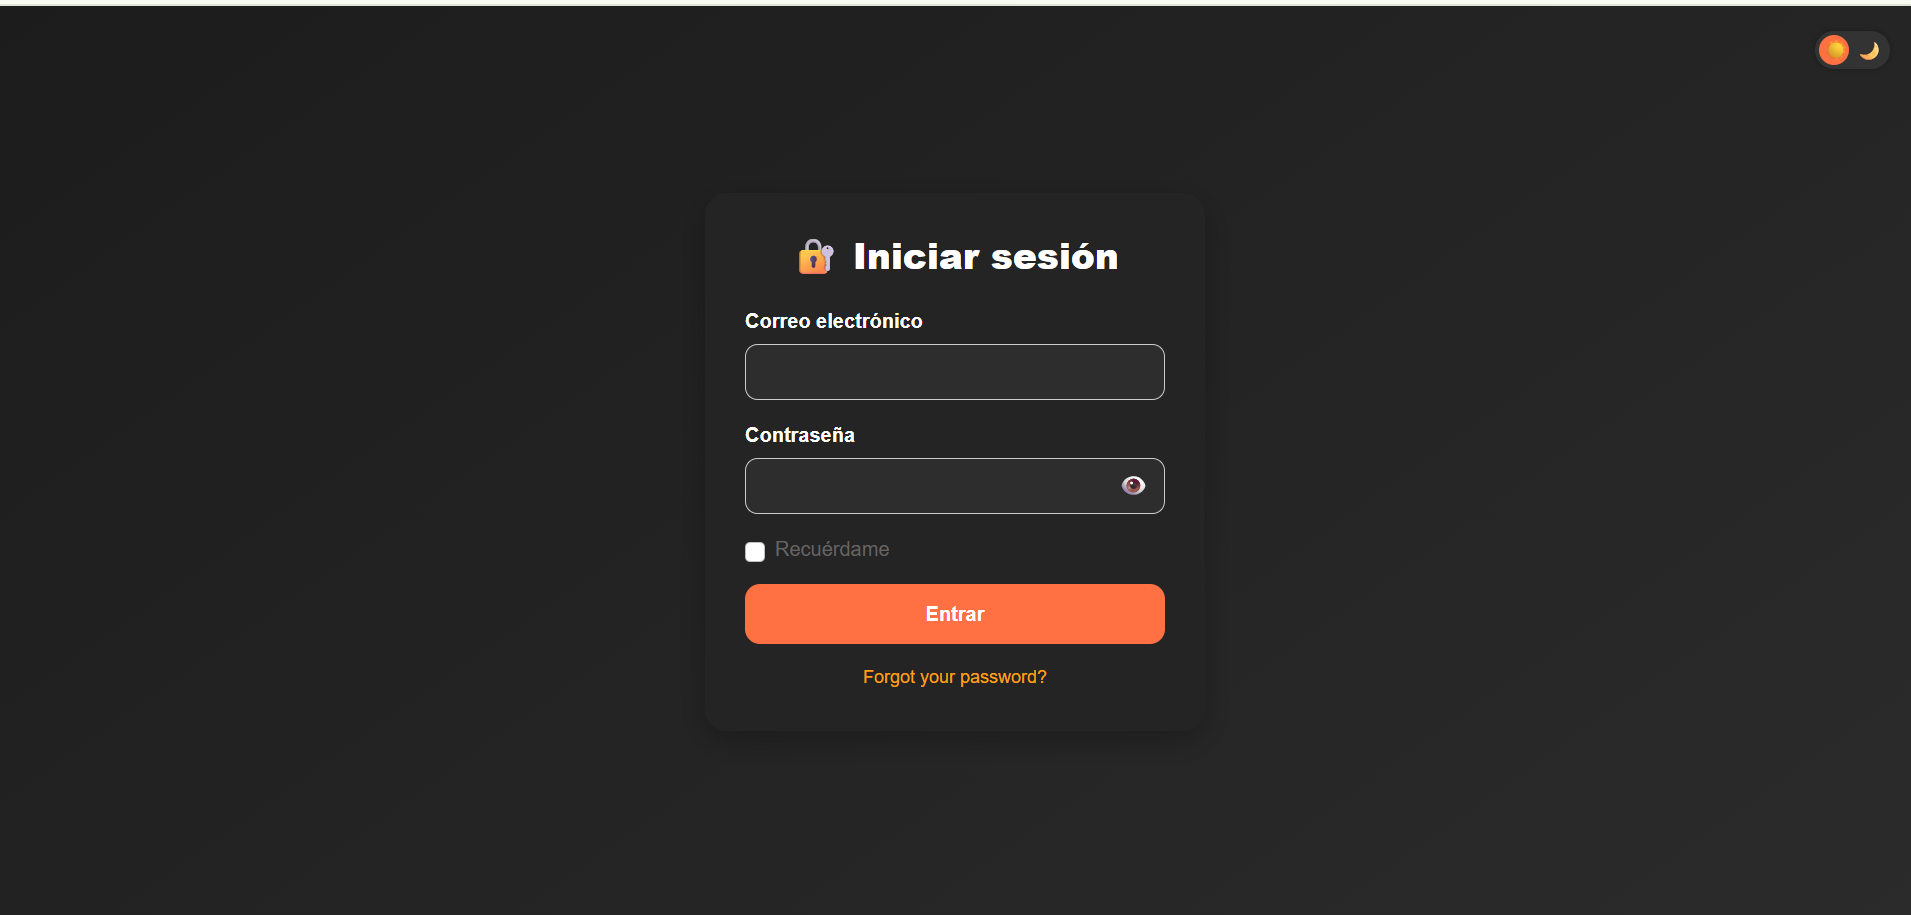 Iniciar sesión
Correo electrónico
Contraseña
Recuérdame
Entrar
Forgot your password?